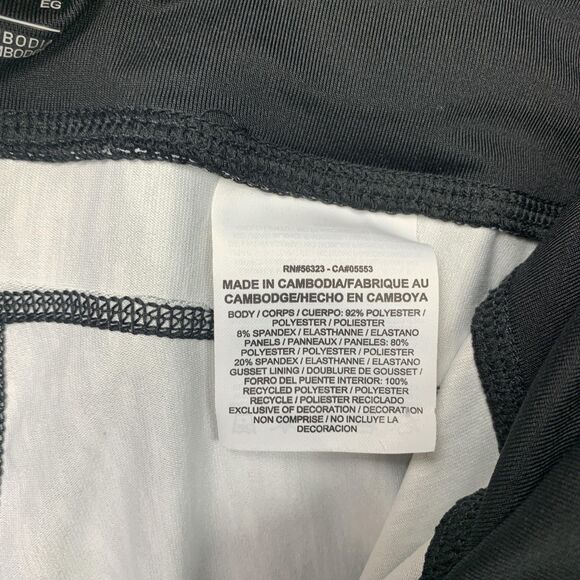 EG
RN#56323 - CA#05553
MADE IN CAMBODIA/FABRIQUE AU
CAMBODGE/HECHO EN CAMBOYA
BODY / CORPS / CUERPO: 92% POLYESTER /
POLYESTER / POLIESTER
8% SPANDEX / ELASTHANNE / ELASTANO
PANELS / PANNEAUX / PANELES: 80%
POLYESTER / POLYESTER / POLIESTER
20% SPANDEX / ELASTHANNE / ELASTANO
GUSSET LINING / DOUBLURE DE GOUSSET /
FORRO DEL PUENTE INTERIOR: 100%
RECYCLED POLYESTER / POLYESTER
RECYCLE / POLIESTER RECICLADO
EXCLUSIVE OF DECORATION / DECORATION
NON COMPRISE / NO INCLUYE LA
DECORACION